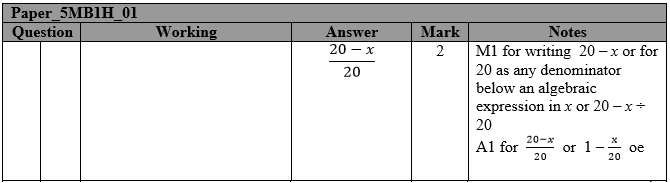 Paper_5MB1H_01
Question Working Answer Mark Notes
20 − x
20
2
M1 for writing 20 – x or for
20 as any denominator
below an algebraic
expression in x or 20 – x ÷
20
A1 for 20−x/20 or 1 – x/20 oe